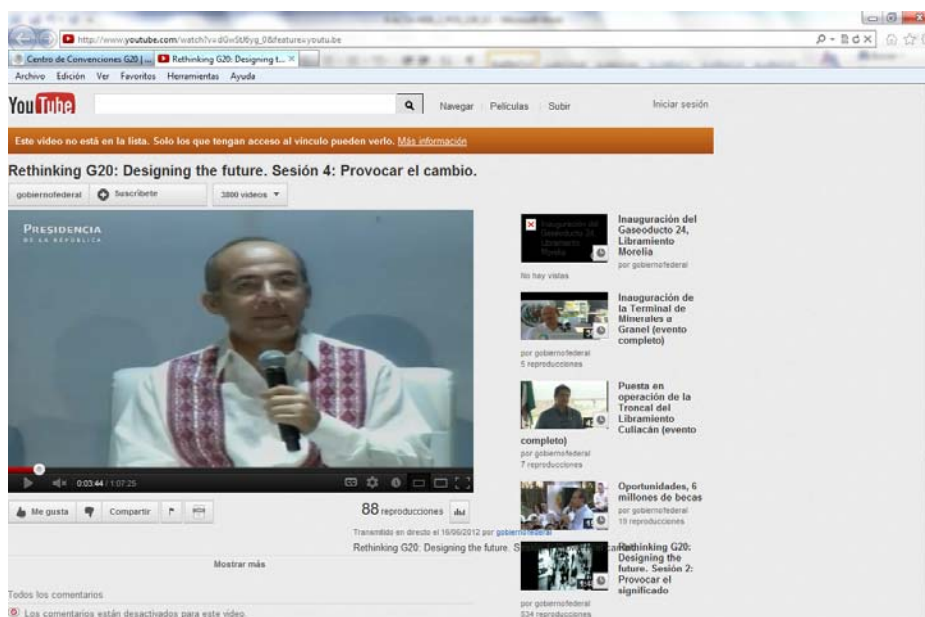 http://www.youtube.com/watch?v=dGwStJ6yg_0&feature=youtu.be
Centro de Convenciones G20 | ...
Rethinking G20: Designing t...
Archivo Edición Ver Favoritos Herramientas Ayuda
You Tube
Navegar Películas Subir Iniciar sesión
Este video no está en la lista. Solo los que tengan acceso al vínculo pueden verlo. Más información
Rethinking G20: Designing the future. Sesión 4: Provocar el cambio.
gobiernofederal Suscríbete 3800 videos
PRESIDENCIA
DE LA REPÚBLICA
0:03:44 / 1:07:25
Me gusta Compartir
88 reproducciones
Transmitido en directo el 16/06/2012 por gobiernofederal
Rethinking G20: Designing the future.
Mostrar más
Todos los comentarios
Los comentarios están desactivados para este video.
Inauguración del
Gaseoducto 24,
Libramiento
Morelia
por gobiernofederal
No hay vistas
Inauguración de
la Terminal de
Minerales a
Granel (evento
completo)
por gobiernofederal
5 reproducciones
Puesta en
operación de la
Troncal del
Libramiento
Culiacán (evento
completo)
por gobiernofederal
7 reproducciones
Oportunidades, 6
millones de becas
por gobiernofederal
19 reproducciones
Rethinking G20:
Designing the
future. Sesión 2:
Provocar el
significado
por gobiernofederal
534 reproducciones